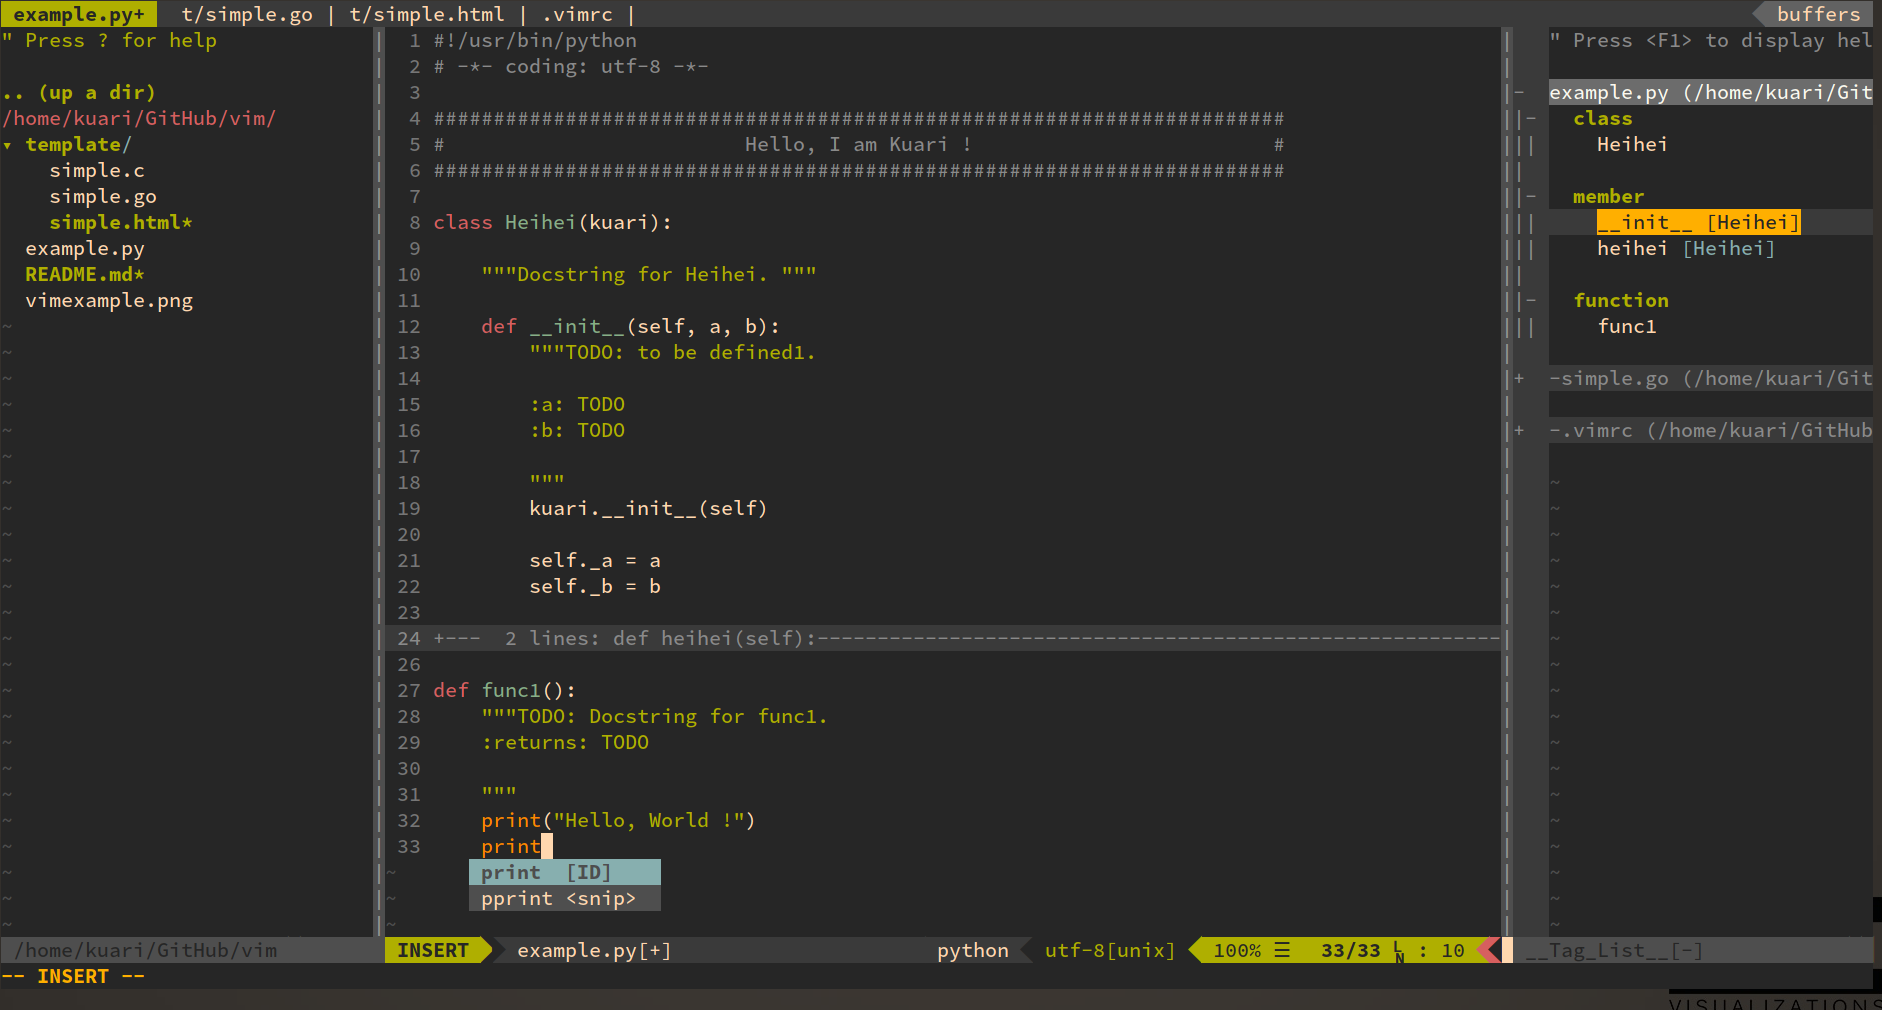 example.py+ t/simple.go | t/simple.html | .vimrc | buffers
" Press ? for help
.. (up a dir)
/home/kuari/GitHub/vim/
▾ template/
simple.c
simple.go
simple.html*
example.py
README.md*
vimexample.png
1 #!/usr/bin/python
2 # -*- coding: utf-8 -*-
3
4 #######################################################################
5 # Hello, I am Kuari ! #
6 #######################################################################
7
8 class Heihei(kuari):
9
10 """Docstring for Heihei. """
11
12 def __init__(self, a, b):
13 """TODO: to be defined1.
14
15 :a: TODO
16 :b: TODO
17
18 """
19 kuari.__init__(self)
20
21 self._a = a
22 self._b = b
23
24 +--- 2 lines: def heihei(self):---------------------------------------------------------
26
27 def func1():
28 """TODO: Docstring for func1.
29 :returns: TODO
30
31 """
32 print("Hello, World !")
33 print
print [ID]
pprint <snip>
" Press <F1> to display hel
example.py (/home/kuari/Git
class
Heihei
member
__init__ [Heihei]
heihei [Heihei]
function
func1
+ -simple.go (/home/kuari/Git
+ -.vimrc (/home/kuari/GitHub
/home/kuari/GitHub/vim INSERT example.py[+] python utf-8[unix] 100% ☰ 33/33 LN : 10 __Tag_List__[-]
-- INSERT --
VISUALIZATIONS